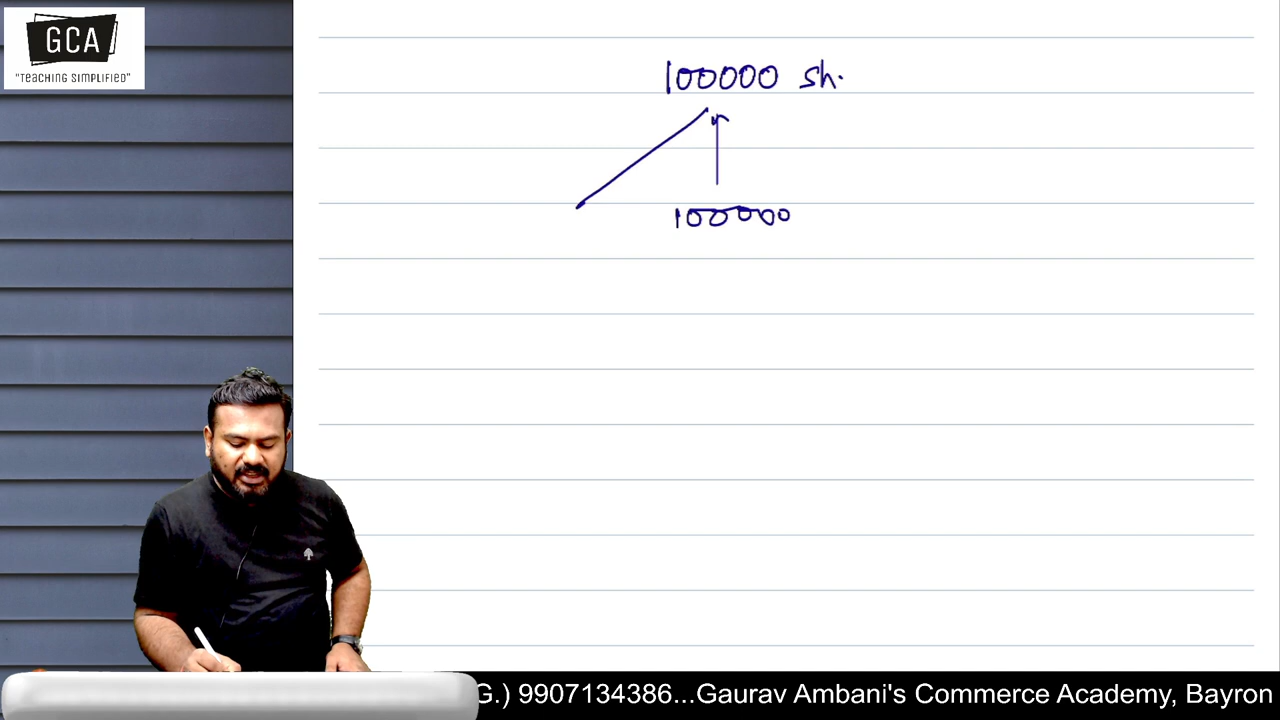 GCA
"TEACHING SIMPLIFIED"
100000 sh.
100000
G.) 9907134386...Gaurav Ambani's Commerce Academy, Bayron